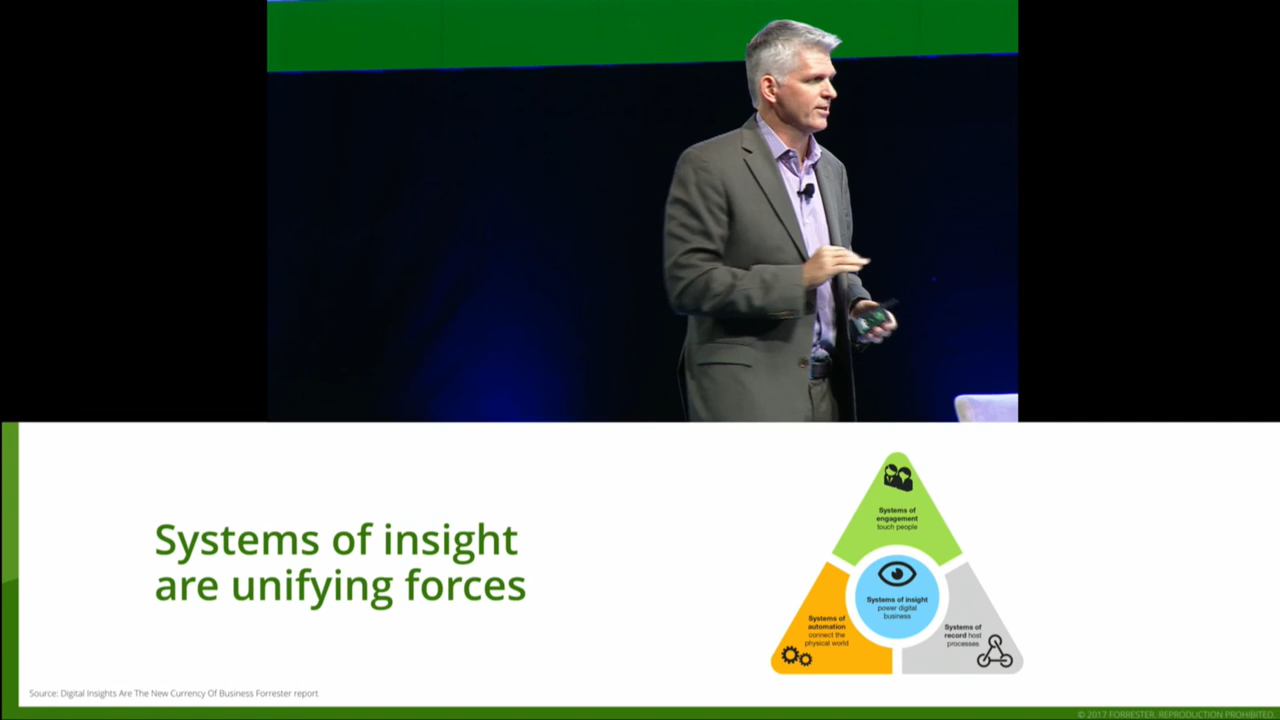 Systems of insight
are unifying forces
Systems of
engagement
touch people
Systems of insight
power digital
business
Systems of
automation
connect the
physical world
Systems of
record host
processes
Source: Digital Insights Are The New Currency Of Business Forrester report
© 2017 FORRESTER. REPRODUCTION PROHIBITED.